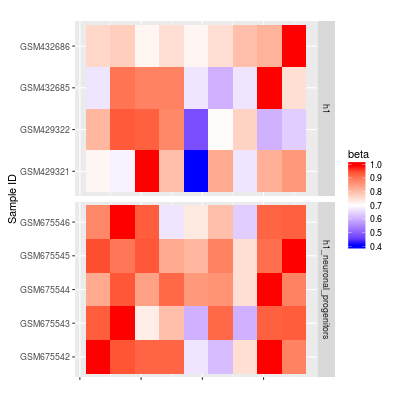 GSM432686
GSM432685
GSM429322
GSM429321
h1
GSM675546
GSM675545
GSM675544
GSM675543
GSM675542
h1_neuronal_progenitors
Sample ID
beta
1.0
0.9
0.8
0.7
0.6
0.5
0.4